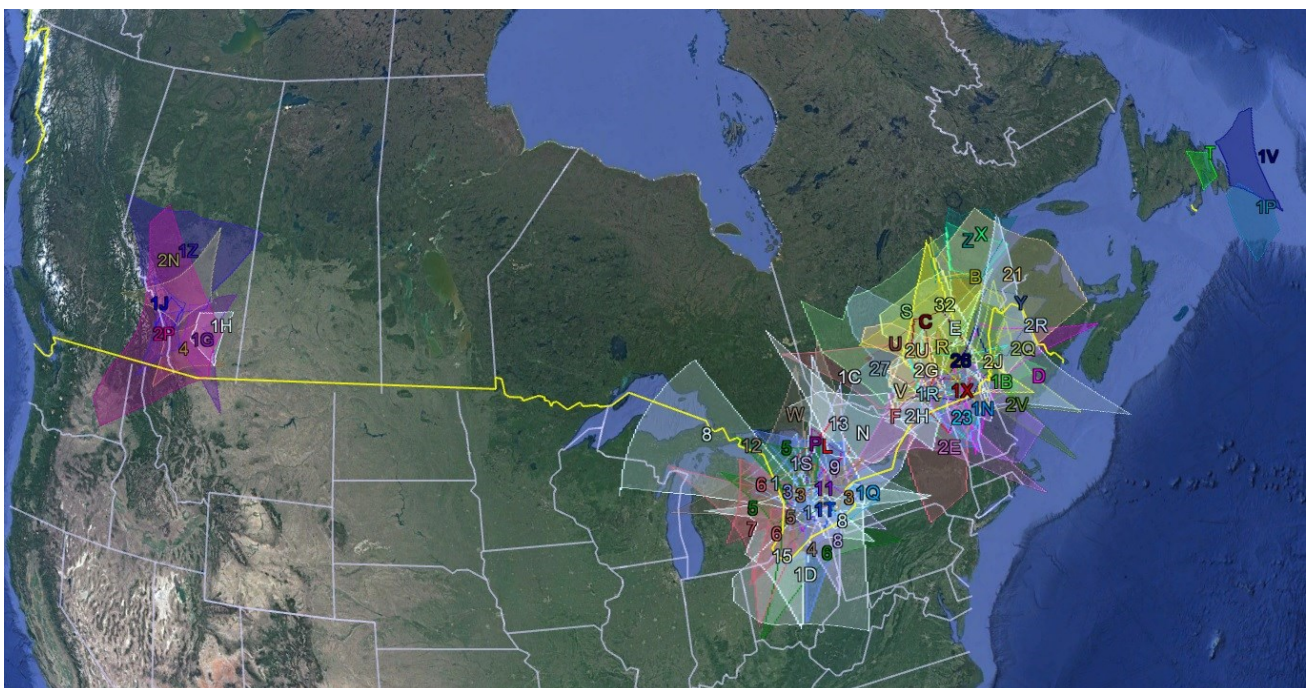 T
1V
1P
Z X
2N 1Z
B 21
1J
S 32 Y
2P 1H
C E 2R
1G
4
U 2U R 2Q
27 2G 2J
1C D
V 1R 1X 1B
2V
W F 2H 23 1N
13 N
8 12 5 P L 2E
1S 9
6 1 3 3 11 3 1Q
5 5 1T
7 6 8
15 4 6 8
1D